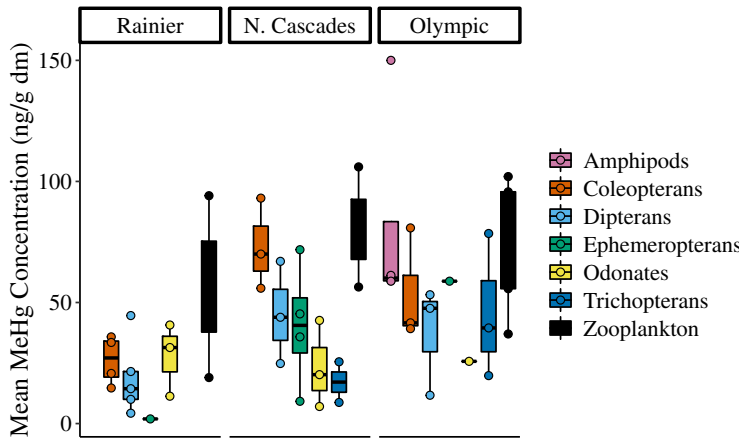 Rainier
N. Cascades
Olympic
Mean MeHg Concentration (ng/g dm)
150
100
50
0
Amphipods
Coleopterans
Dipterans
Ephemeropterans
Odonates
Trichopterans
Zooplankton